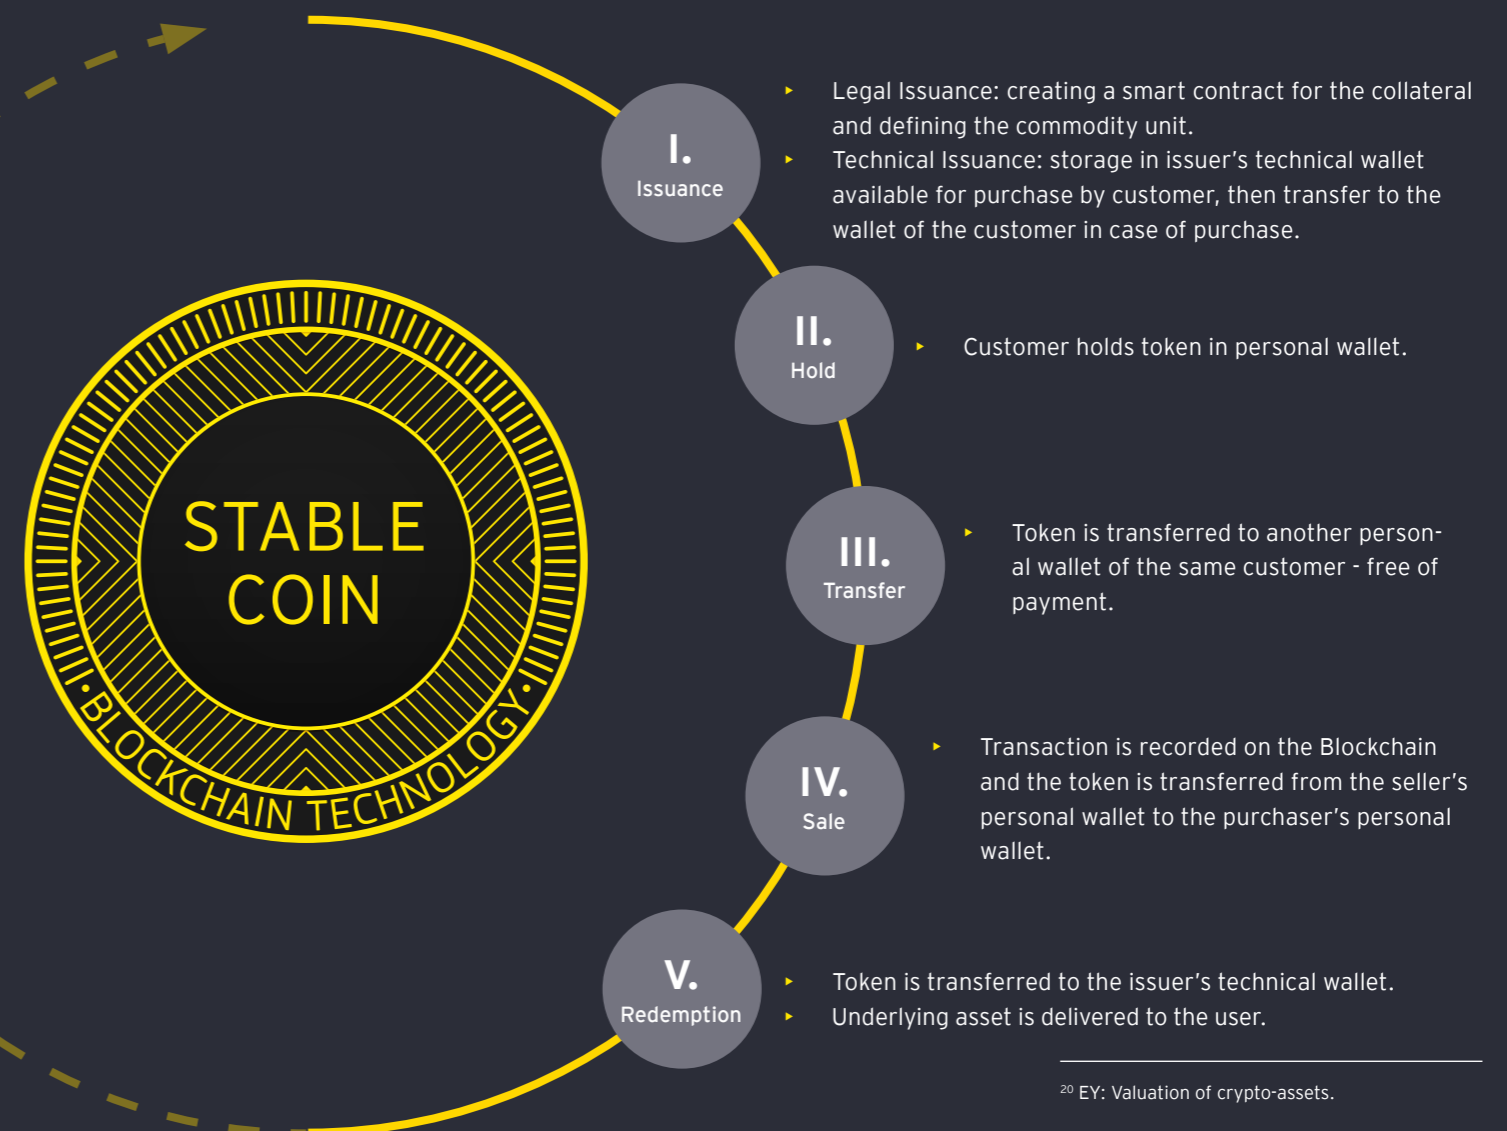 STABLE
COIN
·BLOCKCHAIN TECHNOLOGY·
I.
Issuance
‣ Legal Issuance: creating a smart contract for the collateral
and defining the commodity unit.
‣ Technical Issuance: storage in issuer’s technical wallet
available for purchase by customer, then transfer to the
wallet of the customer in case of purchase.
II.
Hold
‣ Customer holds token in personal wallet.
III.
Transfer
‣ Token is transferred to another person-
al wallet of the same customer - free of
payment.
IV.
Sale
‣ Transaction is recorded on the Blockchain
and the token is transferred from the seller’s
personal wallet to the purchaser’s personal
wallet.
V.
Redemption
‣ Token is transferred to the issuer’s technical wallet.
‣ Underlying asset is delivered to the user.
20 EY: Valuation of crypto-assets.